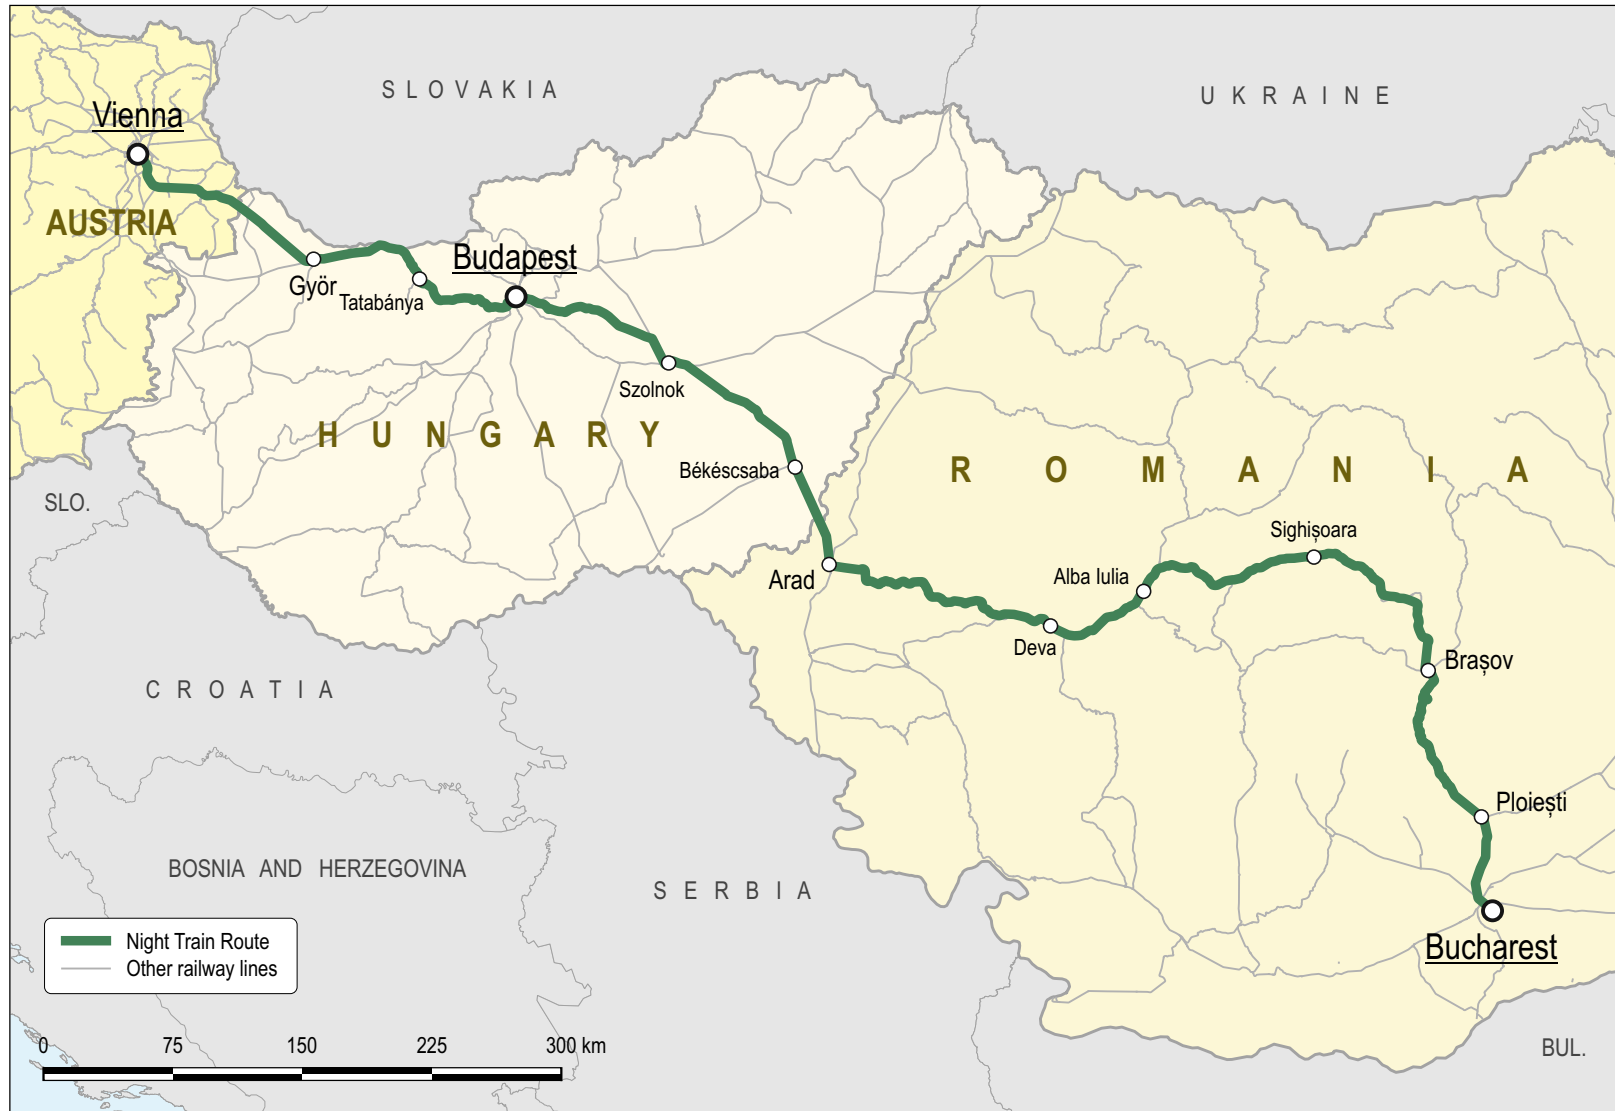 SLOVAKIA
UKRAINE
Vienna
AUSTRIA
Budapest
Györ
Tatabánya
Szolnok
HUNGARY
Békéscsaba
ROMANIA
SLO.
Sighișoara
Arad
Alba Iulia
Deva
Brașov
CROATIA
Ploiești
BOSNIA AND HERZEGOVINA
SERBIA
Bucharest
Night Train Route
Other railway lines
0 75 150 225 300 km
BUL.